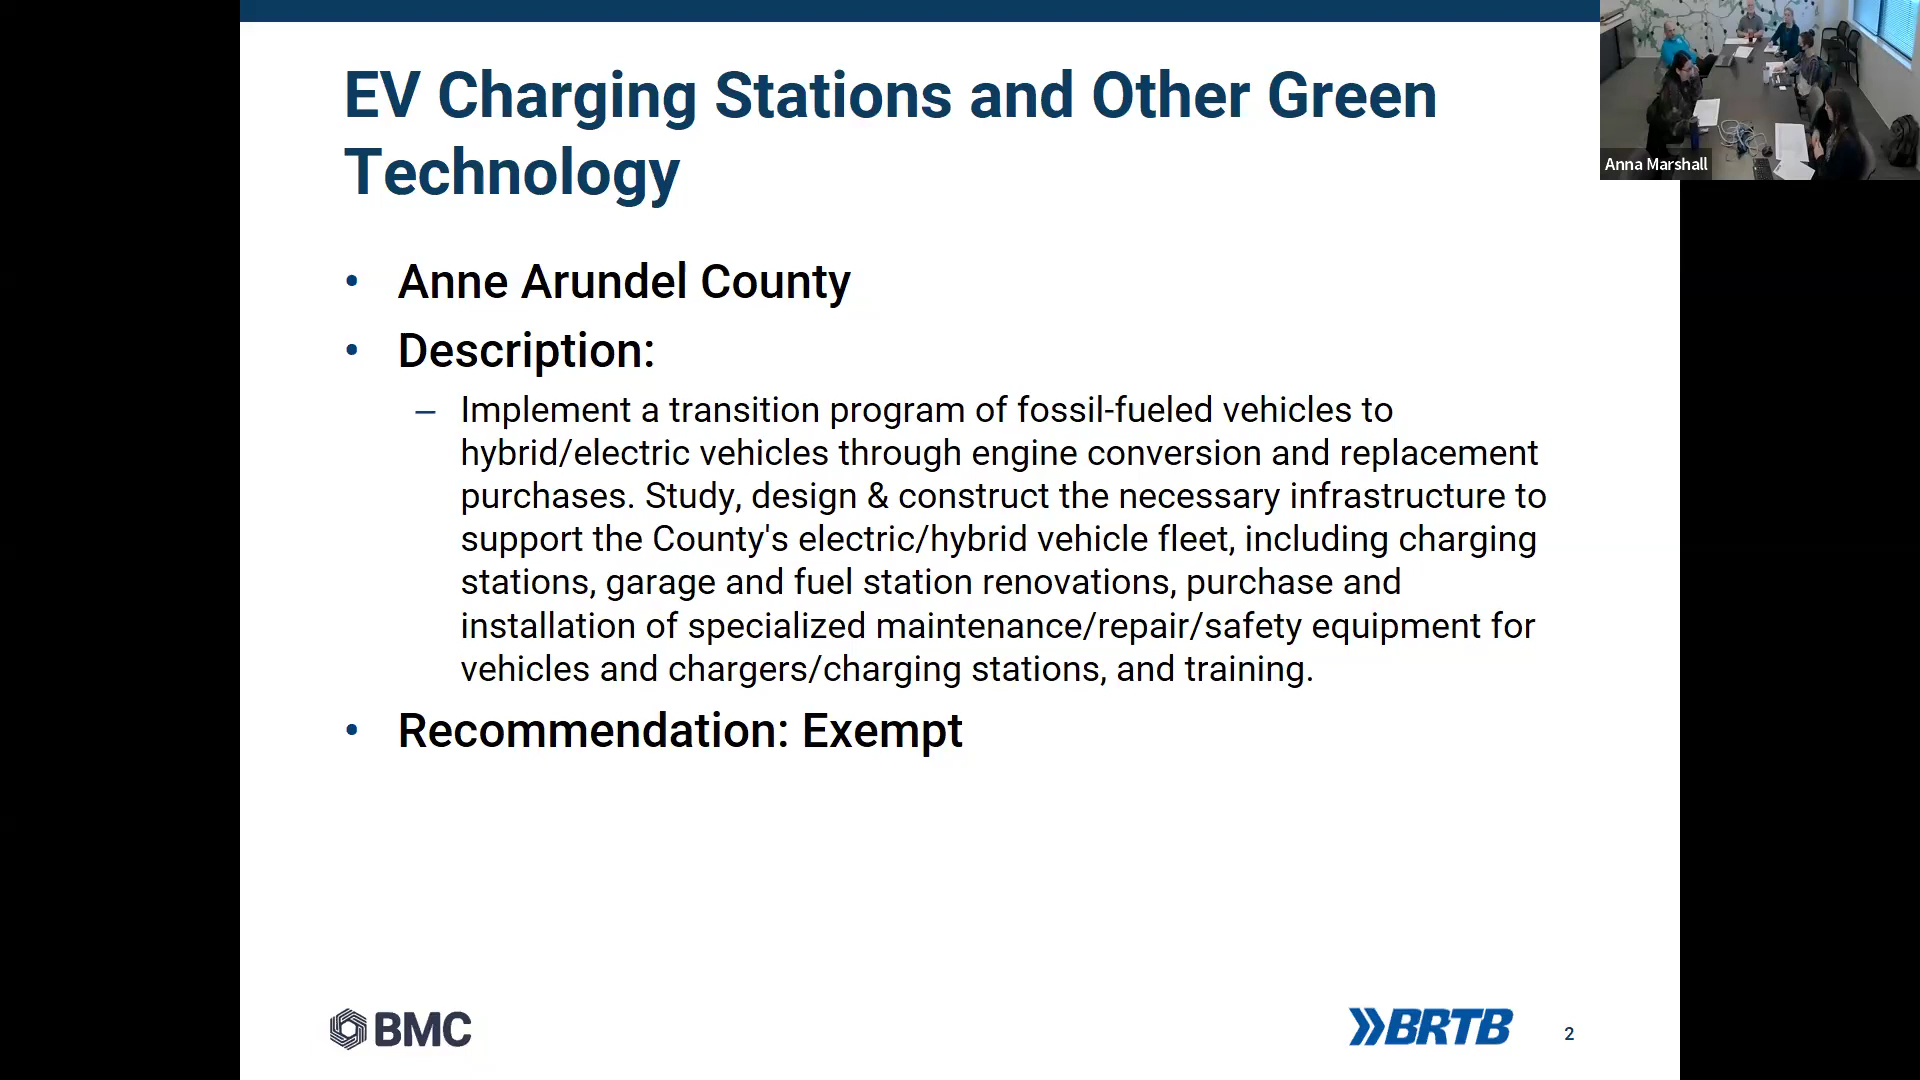 EV Charging Stations and Other Green
Technology
• Anne Arundel County
• Description:
– Implement a transition program of fossil-fueled vehicles to
hybrid/electric vehicles through engine conversion and replacement
purchases. Study, design & construct the necessary infrastructure to
support the County's electric/hybrid vehicle fleet, including charging
stations, garage and fuel station renovations, purchase and
installation of specialized maintenance/repair/safety equipment for
vehicles and chargers/charging stations, and training.
• Recommendation: Exempt
BMC
BRTB
2
Anna Marshall